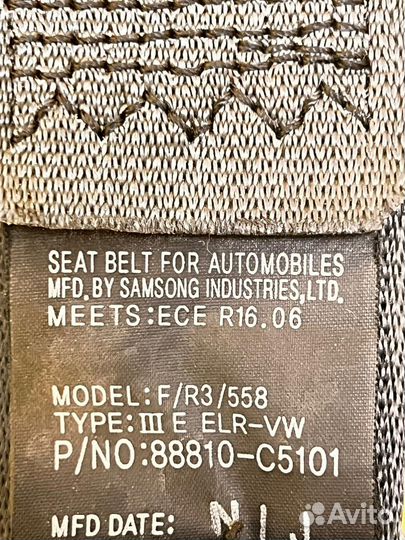 SEAT BELT FOR AUTOMOBILES
MFD. BY SAMSONG INDUSTRIES,LTD.
MEETS:ECE R16.06
MODEL: F/R3/558
TYPE: III E ELR-VW
P/NO:88810-C5101
MFD DATE: N I J
Avito